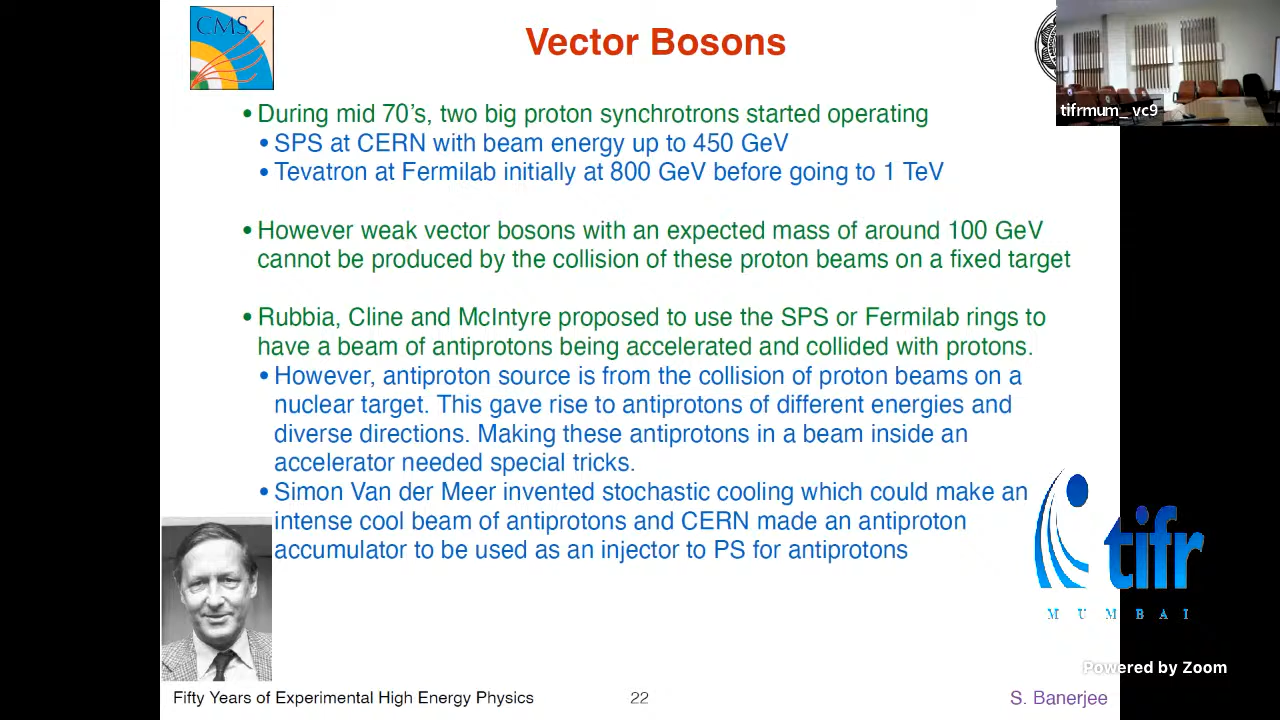 CMS
Vector Bosons
tifrmum_ vc9
• During mid 70's, two big proton synchrotrons started operating
• SPS at CERN with beam energy up to 450 GeV
• Tevatron at Fermilab initially at 800 GeV before going to 1 TeV
• However weak vector bosons with an expected mass of around 100 GeV
cannot be produced by the collision of these proton beams on a fixed target
• Rubbia, Cline and McIntyre proposed to use the SPS or Fermilab rings to
have a beam of antiprotons being accelerated and collided with protons.
• However, antiproton source is from the collision of proton beams on a
nuclear target. This gave rise to antiprotons of different energies and
diverse directions. Making these antiprotons in a beam inside an
accelerator needed special tricks.
• Simon Van der Meer invented stochastic cooling which could make an
intense cool beam of antiprotons and CERN made an antiproton
accumulator to be used as an injector to PS for antiprotons
tifr
MUMBAI
Powered by Zoom
Fifty Years of Experimental High Energy Physics
22
S. Banerjee